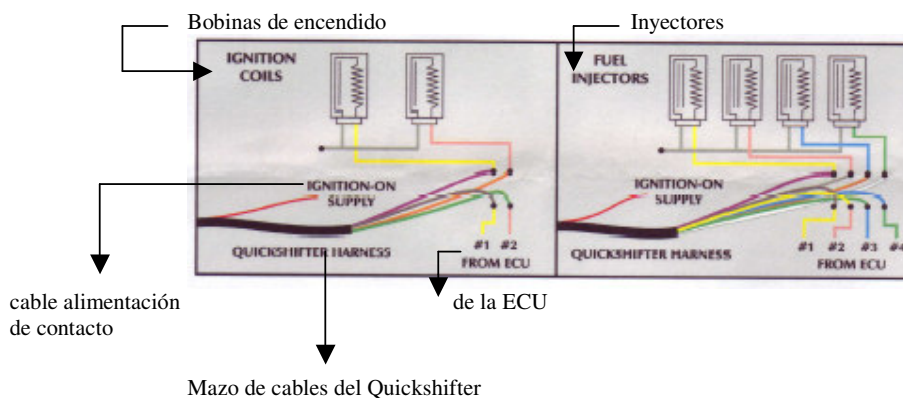 Bobinas de encendido
Inyectores
IGNITION
COILS
IGNITION-ON
SUPPLY
QUICKSHIFTER HARNESS
#1 #2
FROM ECU
FUEL
INJECTORS
IGNITION-ON
SUPPLY
QUICKSHIFTER HARNESS
#1 #2 #3 #4
FROM ECU
cable alimentación
de contacto
de la ECU
Mazo de cables del Quickshifter